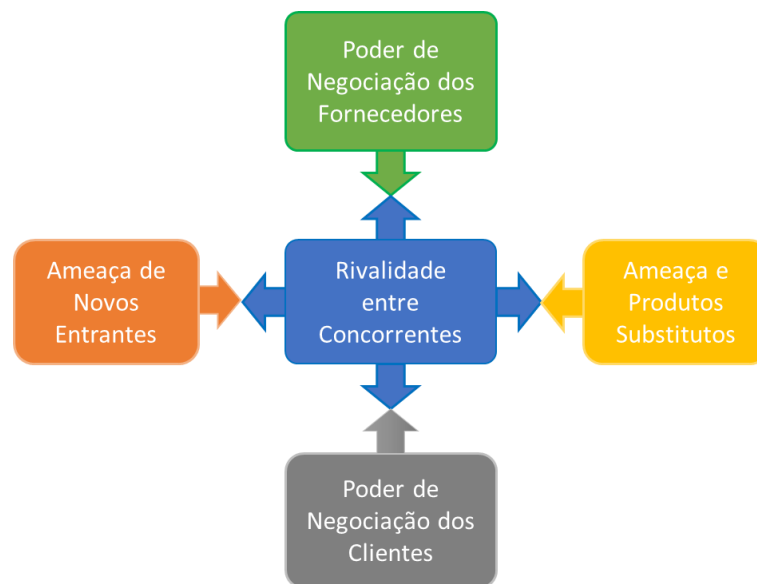 Poder de
Negociação dos
Fornecedores
Ameaça de
Novos
Entrantes
Rivalidade
entre
Concorrentes
Ameaça e
Produtos
Substitutos
Poder de
Negociação dos
Clientes